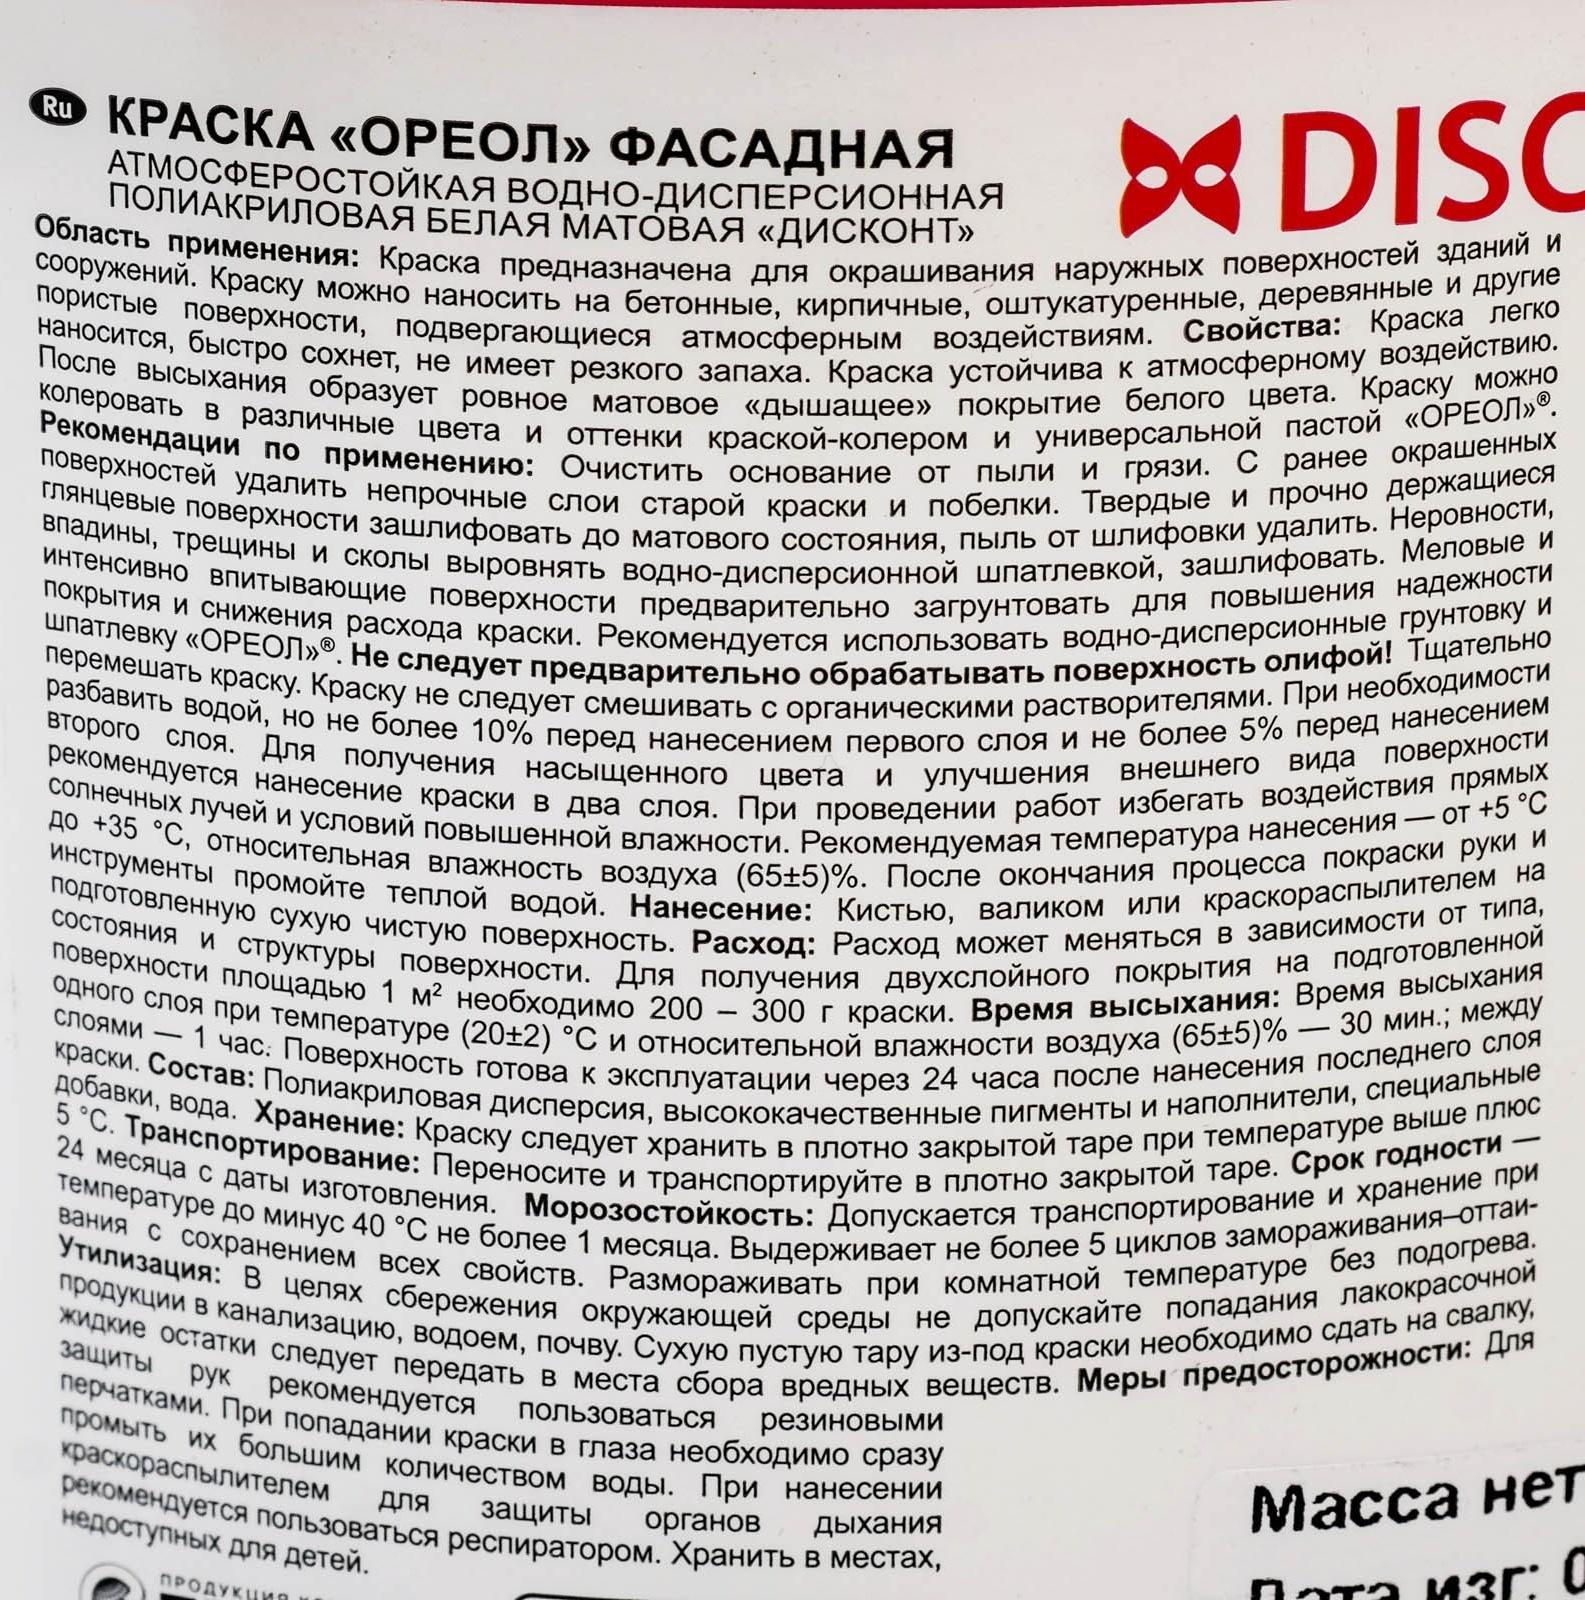 Ru КРАСКА «ОРЕОЛ» ФАСАДНАЯ
АТМОСФЕРОСТОЙКАЯ ВОДНО-ДИСПЕРСИОННАЯ
ПОЛИАКРИЛОВАЯ БЕЛАЯ МАТОВАЯ «ДИСКОНТ»
DISC
Область применения: Краска предназначена для окрашивания наружных поверхностей зданий и
сооружений. Краску можно наносить на бетонные, кирпичные, оштукатуренные, деревянные и другие
пористые поверхности, подвергающиеся атмосферным воздействиям. Свойства: Краска легко
наносится, быстро сохнет, не имеет резкого запаха. Краска устойчива к атмосферному воздействию.
После высыхания образует ровное матовое «дышащее» покрытие белого цвета. Краску можно
колеровать в различные цвета и оттенки краской-колером и универсальной пастой «ОРЕОЛ»®.
Рекомендации по применению: Очистить основание от пыли и грязи. С ранее окрашенных
поверхностей удалить непрочные слои старой краски и побелки. Твердые и прочно держащиеся
глянцевые поверхности зашлифовать до матового состояния, пыль от шлифовки удалить. Неровности,
впадины, трещины и сколы выровнять водно-дисперсионной шпатлевкой, зашлифовать. Меловые и
интенсивно впитывающие поверхности предварительно загрунтовать для повышения надежности
покрытия и снижения расхода краски. Рекомендуется использовать водно-дисперсионные грунтовку и
шпатлевку «ОРЕОЛ»®. Не следует предварительно обрабатывать поверхность олифой! Тщательно
перемешать краску. Краску не следует смешивать с органическими растворителями. При необходимости
разбавить водой, но не более 10% перед нанесением первого слоя и не более 5% перед нанесением
второго слоя. Для получения насыщенного цвета и улучшения внешнего вида поверхности
рекомендуется нанесение краски в два слоя. При проведении работ избегать воздействия прямых
солнечных лучей и условий повышенной влажности. Рекомендуемая температура нанесения — от +5 °C
до +35 °C, относительная влажность воздуха (65±5)%. После окончания процесса покраски руки и
инструменты промойте теплой водой. Нанесение: Кистью, валиком или краскораспылителем на
подготовленную сухую чистую поверхность. Расход: Расход может меняться в зависимости от типа,
состояния и структуры поверхности. Для получения двухслойного покрытия на подготовленной
поверхности площадью 1 м² необходимо 200 – 300 г краски. Время высыхания: Время высыхания
одного слоя при температуре (20±2) °C и относительной влажности воздуха (65±5)% — 30 мин.; между
слоями — 1 час. Поверхность готова к эксплуатации через 24 часа после нанесения последнего слоя
краски. Состав: Полиакриловая дисперсия, высококачественные пигменты и наполнители, специальные
добавки, вода. Хранение: Краску следует хранить в плотно закрытой таре при температуре выше плюс
5 °C. Транспортирование: Переносите и транспортируйте в плотно закрытой таре. Срок годности —
24 месяца с даты изготовления. Морозостойкость: Допускается транспортирование и хранение при
температуре до минус 40 °C не более 1 месяца. Выдерживает не более 5 циклов замораживания–оттаи-
вания с сохранением всех свойств. Размораживать при комнатной температуре без подогрева.
Утилизация: В целях сбережения окружающей среды не допускайте попадания лакокрасочной
продукции в канализацию, водоем, почву. Сухую пустую тару из-под краски необходимо сдать на свалку,
жидкие остатки следует передать в места сбора вредных веществ. Меры предосторожности: Для
защиты рук рекомендуется пользоваться резиновыми
перчатками. При попадании краски в глаза необходимо сразу
промыть их большим количеством воды. При нанесении
краскораспылителем для защиты органов дыхания
рекомендуется пользоваться респиратором. Хранить в местах,
недоступных для детей.
Масса нет
Дата изг: 0
ПРОДУКЦИЯ